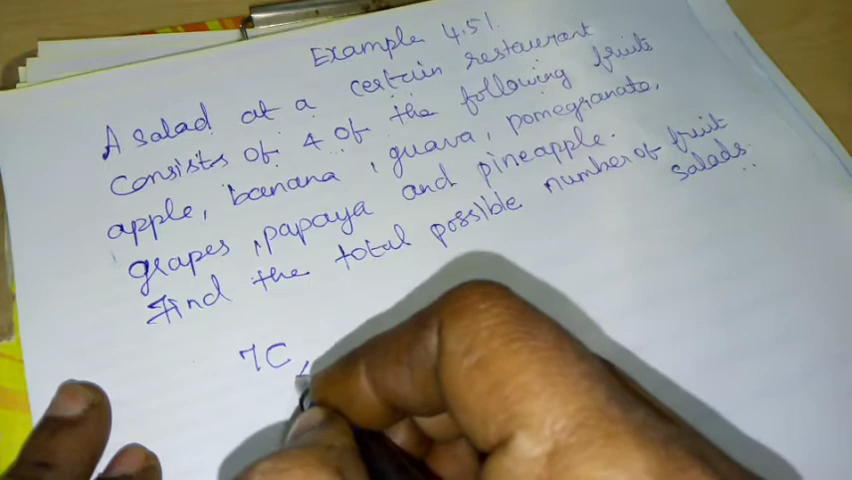 Example 4.51.
A salad at a certain restaurant
consists of 4 of the following fruits
apple, banana, guava, pomegranate,
grapes, papaya and pineapple.
Find the total possible number of fruit
salads.
7C